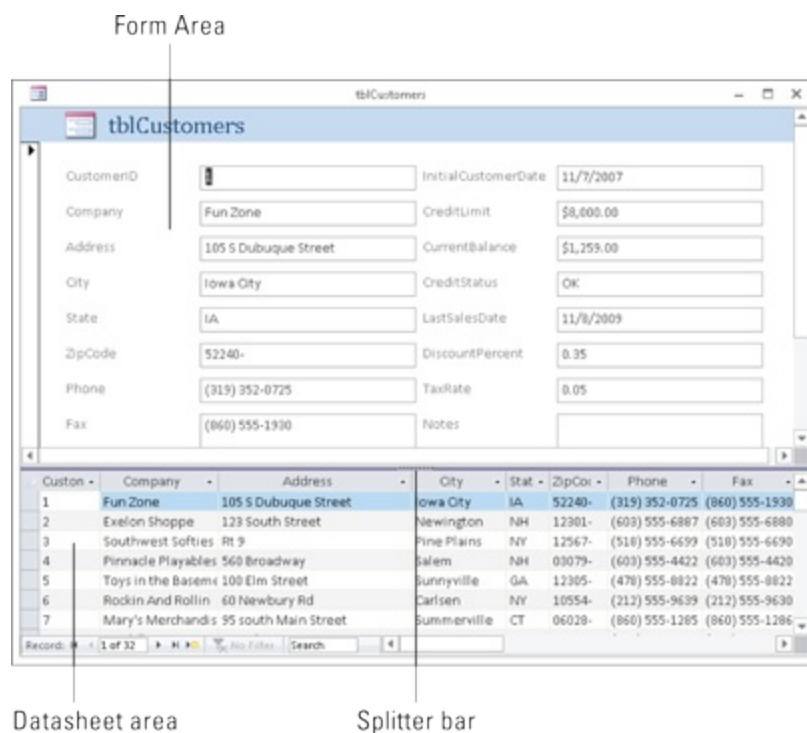 Form Area
tblCustomers
tblCustomers
CustomerID 1 InitialCustomerDate 11/7/2007
Company Fun Zone CreditLimit $8,000.00
Address 105 S Dubuque Street CurrentBalance $1,259.00
City Iowa City CreditStatus OK
State IA LastSalesDate 11/8/2009
ZipCode 52240- DiscountPercent 0.35
Phone (319) 352-0725 TaxRate 0.05
Fax (860) 555-1930 Notes
Custon Company Address City Stat ZipCoi Phone Fax
1 Fun Zone 105 S Dubuque Street Iowa City IA 52240- (319) 352-0725 (860) 555-1930
2 Exelon Shoppe 123 South Street Newington NH 12301- (603) 555-6887 (603) 555-6880
3 Southwest Softies Rt 9 Pine Plains NY 12567- (518) 555-6699 (518) 555-6690
4 Pinnacle Playables 560 Broadway Salem NH 03079- (603) 555-4422 (603) 555-4420
5 Toys in the Baseme 100 Elm Street Sunnyville GA 12305- (478) 555-8822 (478) 555-8822
6 Rockin And Rollin 60 Newbury Rd Carlsen NY 10554- (212) 555-9639 (212) 555-9630
7 Mary's Merchandis 95 south Main Street Summerville CT 06028- (860) 555-1285 (860) 555-1286
Record: 1 of 32 No Filter Search
Datasheet area Splitter bar